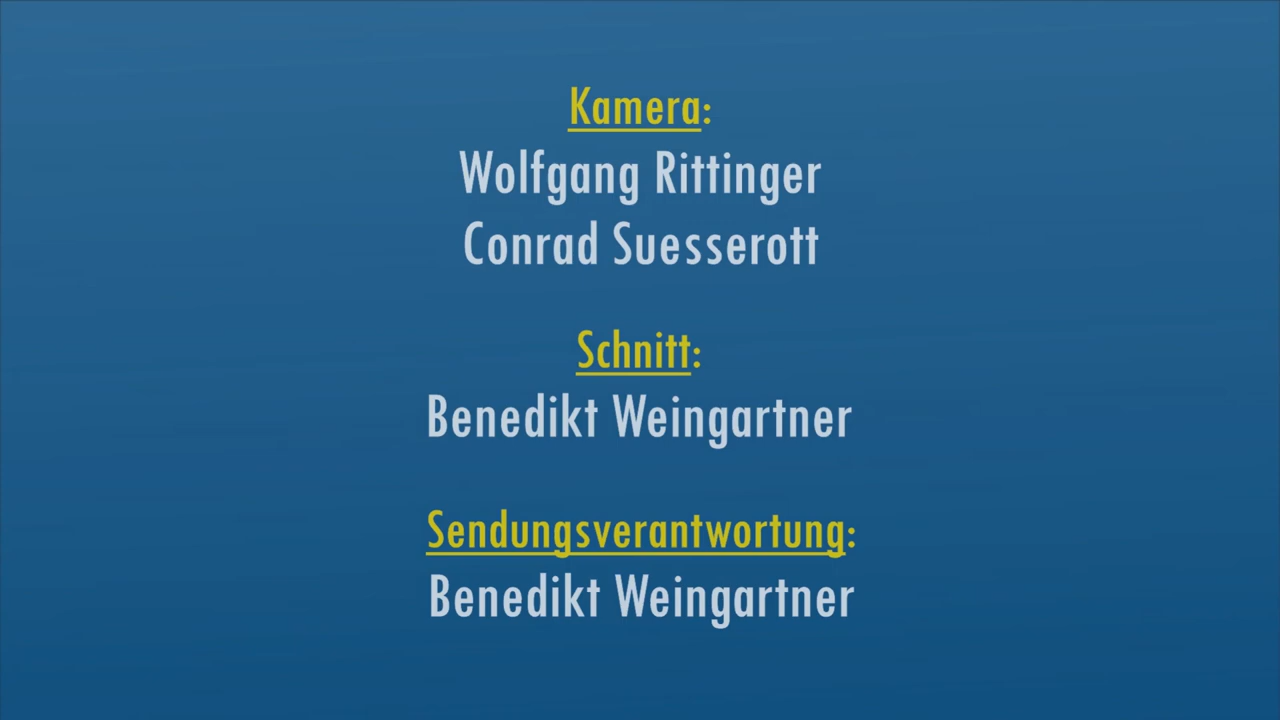 Kamera:
Wolfgang Rittinger
Conrad Suesserott
Schnitt:
Benedikt Weingartner
Sendungsverantwortung:
Benedikt Weingartner